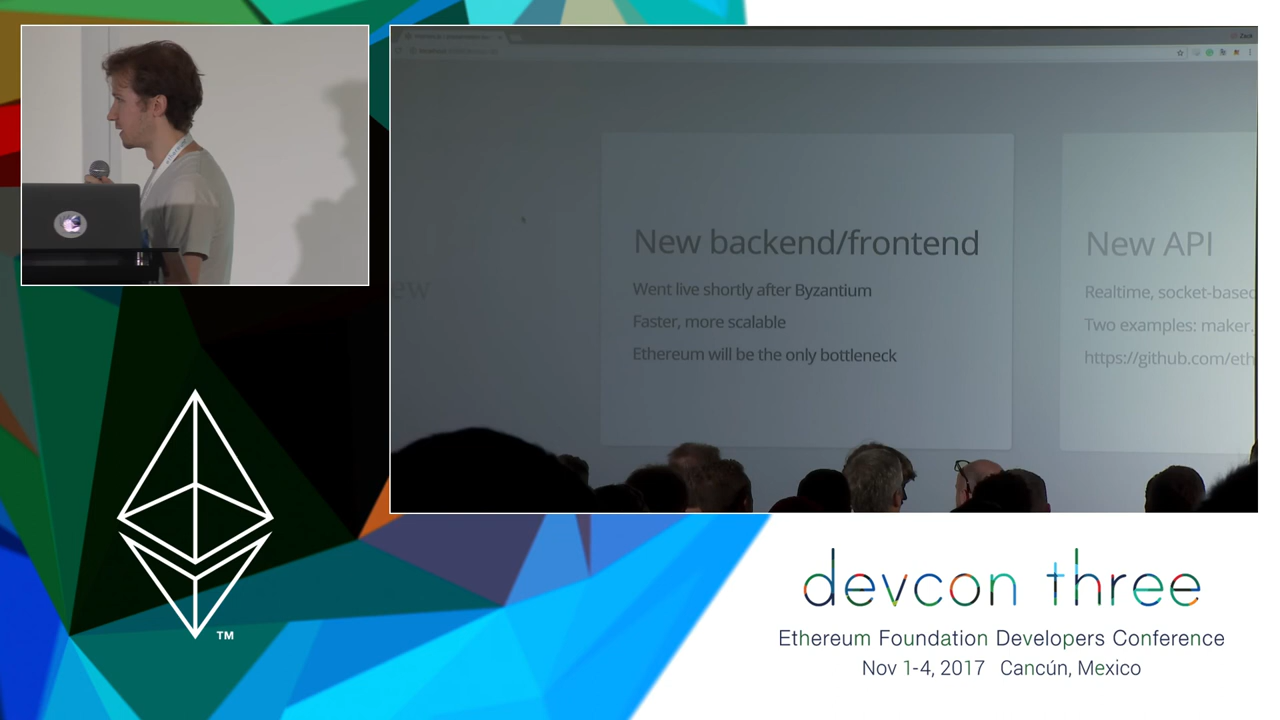 Zack
ew
New backend/frontend
Went live shortly after Byzantium
Faster, more scalable
Ethereum will be the only bottleneck
New API
Realtime, socket-based
Two examples: maker.
https://github.com/eth
TM
devcon three
Ethereum Foundation Developers Conference
Nov 1-4, 2017 Cancún, Mexico